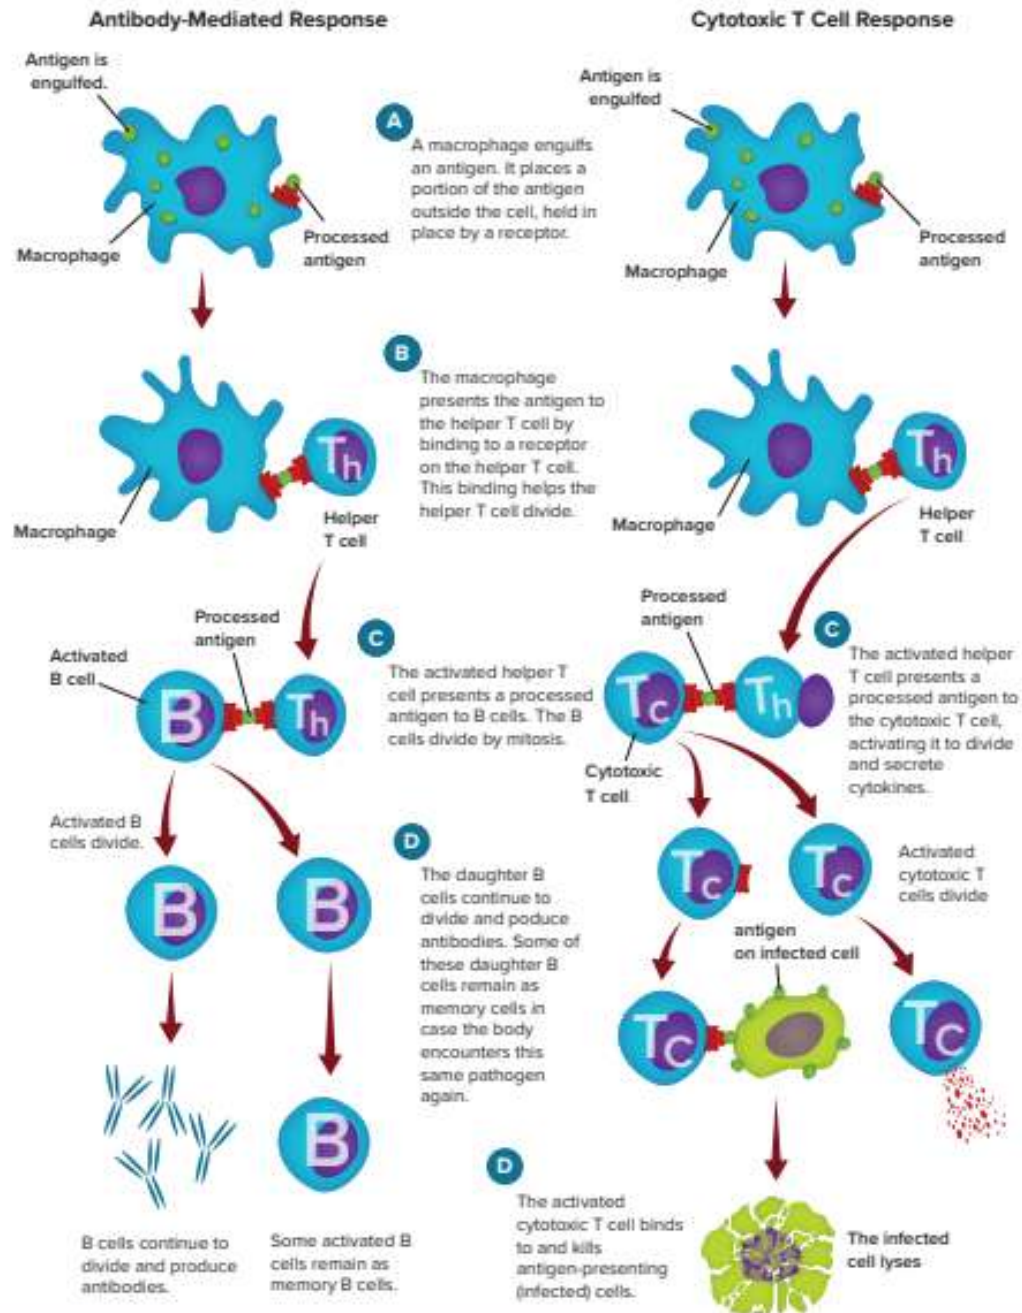 Antibody-Mediated Response
Antigen is
engulfed.
A
A macrophage engulfs
an antigen. It places a
portion of the antigen
outside the cell, held in
place by a receptor.
Macrophage
Processed
antigen
B
The macrophage
presents the antigen to
the helper T cell by
binding to a receptor
on the helper T cell.
This binding helps the
helper T cell divide.
Th
Macrophage
Helper
T cell
Processed
antigen
Activated
B cell
B
Th
C
The activated helper T
cell presents a processed
antigen to B cells. The B
cells divide by mitosis.
Activated B
cells divide.
B
B
D
The daughter B
cells continue to
divide and poduce
antibodies. Some of
these daughter B
cells remain as
memory cells in
case the body
encounters this
same pathogen
again.
B
B cells continue to
divide and produce
antibodies.
Some activated B
cells remain as
memory B cells.
Cytotoxic T Cell Response
Antigen is
engulfed
Macrophage
Processed
antigen
Th
Macrophage
Helper
T cell
Processed
antigen
Tc
Th
C
The activated helper
T cell presents a
processed antigen to
the cytotoxic T cell,
activating it to divide
and secrete
cytokines.
Cytotoxic
T cell
Tc
Tc
Activated
cytotoxic T
cells divide
antigen
on infected cell
Tc
Tc
D
The activated
cytotoxic T cell binds
to and kills
antigen-presenting
(infected) cells.
The infected
cell lyses